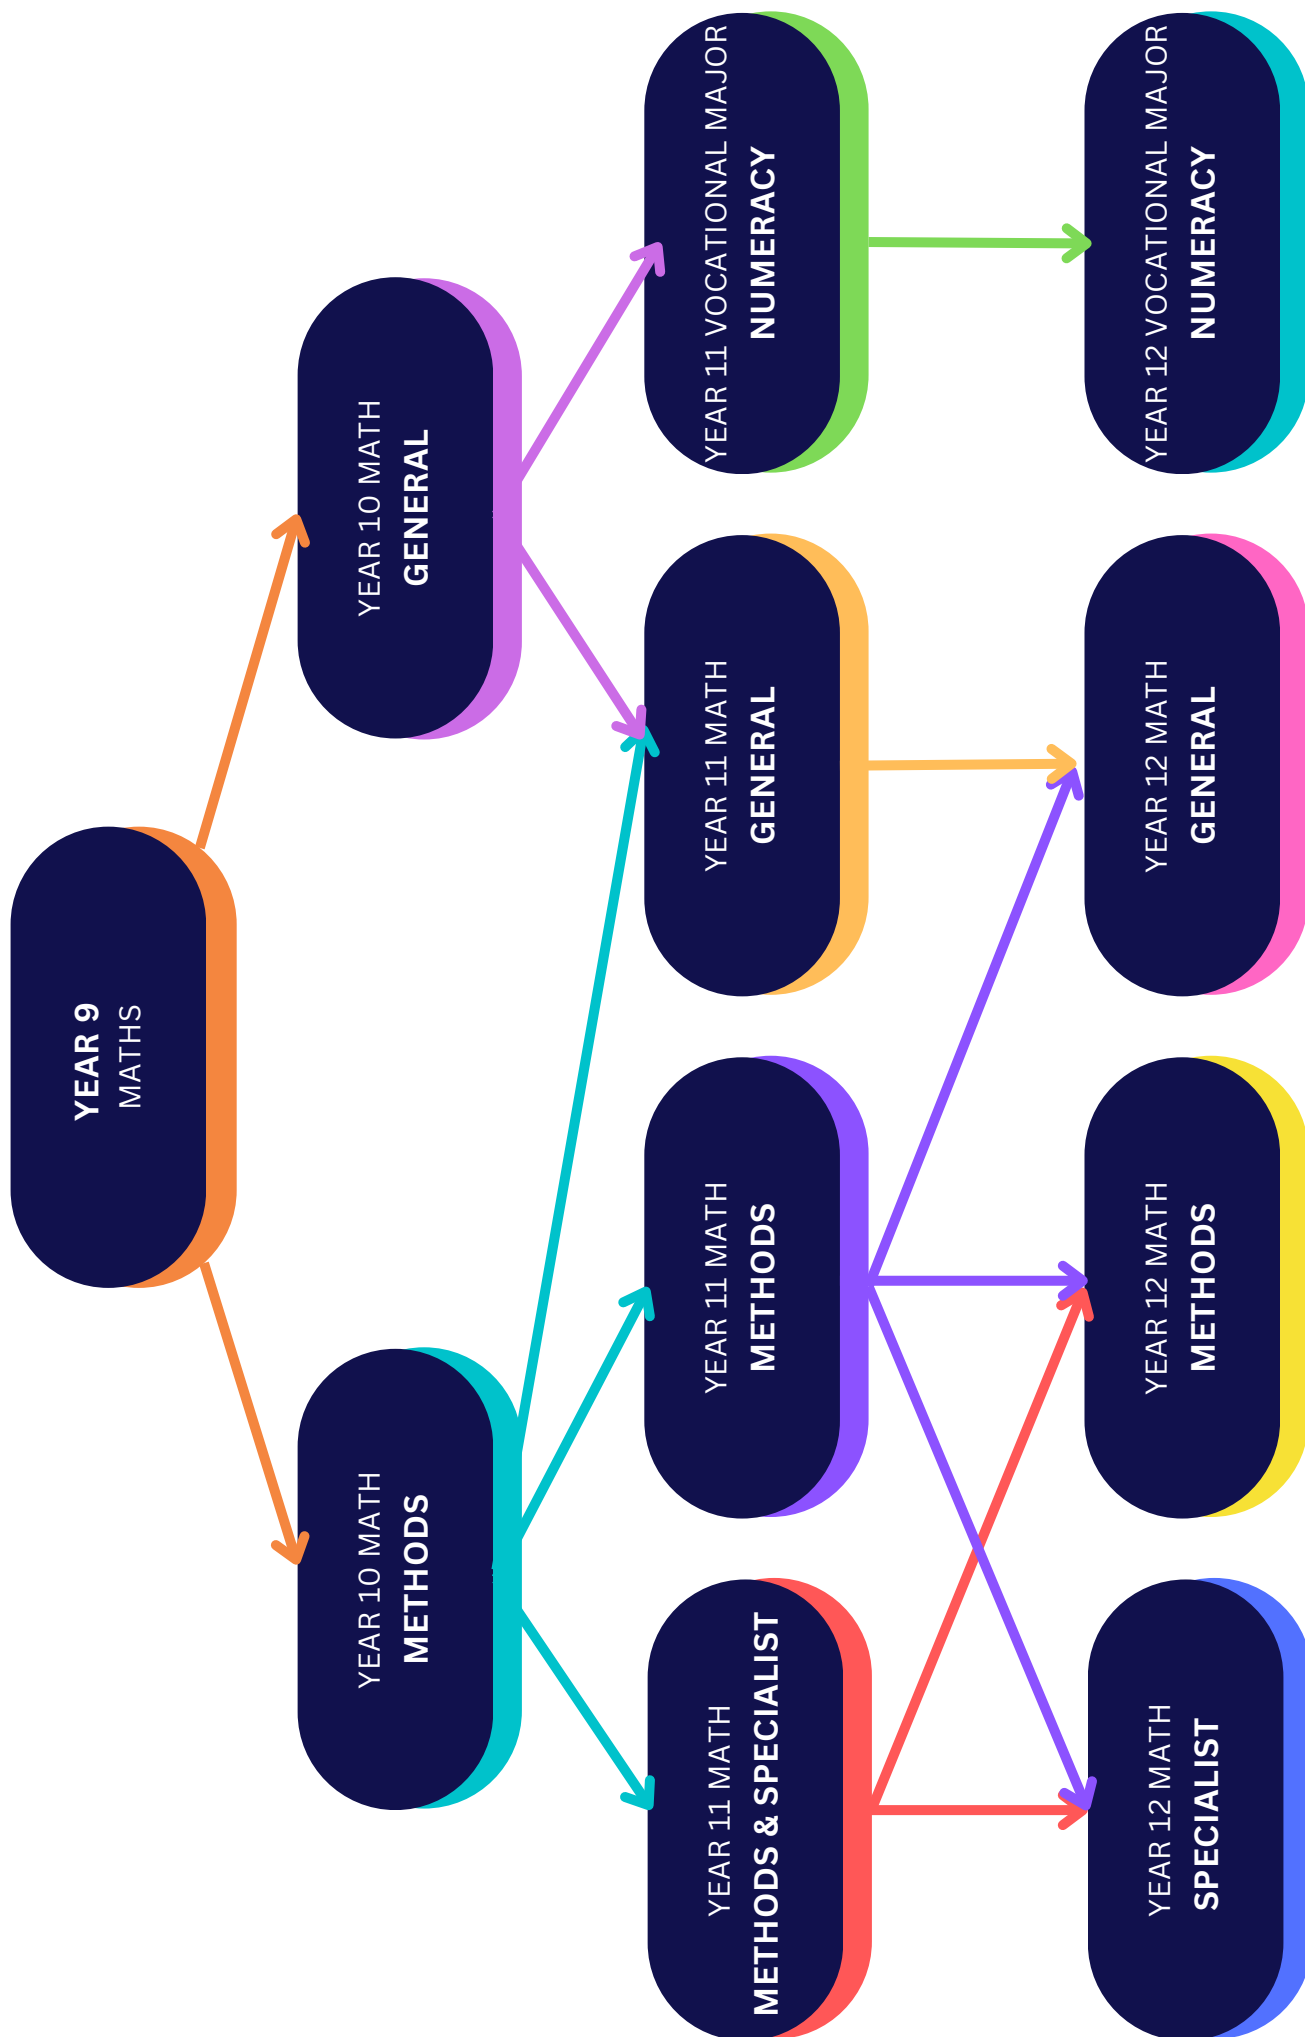 YEAR 9
MATHS
YEAR 10 MATH
METHODS
YEAR 10 MATH
GENERAL
YEAR 11 MATH
METHODS & SPECIALIST
YEAR 11 MATH
METHODS
YEAR 11 MATH
GENERAL
YEAR 11 VOCATIONAL MAJOR
NUMERACY
YEAR 12 MATH
SPECIALIST
YEAR 12 MATH
METHODS
YEAR 12 MATH
GENERAL
YEAR 12 VOCATIONAL MAJOR
NUMERACY